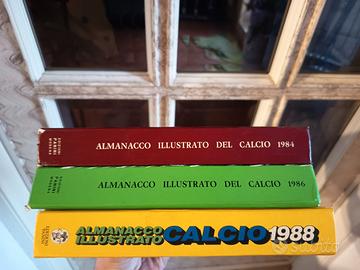 ALMANACCO ILLUSTRATO DEL CALCIO 1984
ALMANACCO ILLUSTRATO DEL CALCIO 1986
ALMANACCO
ILLUSTRATO
CALCIO 1988